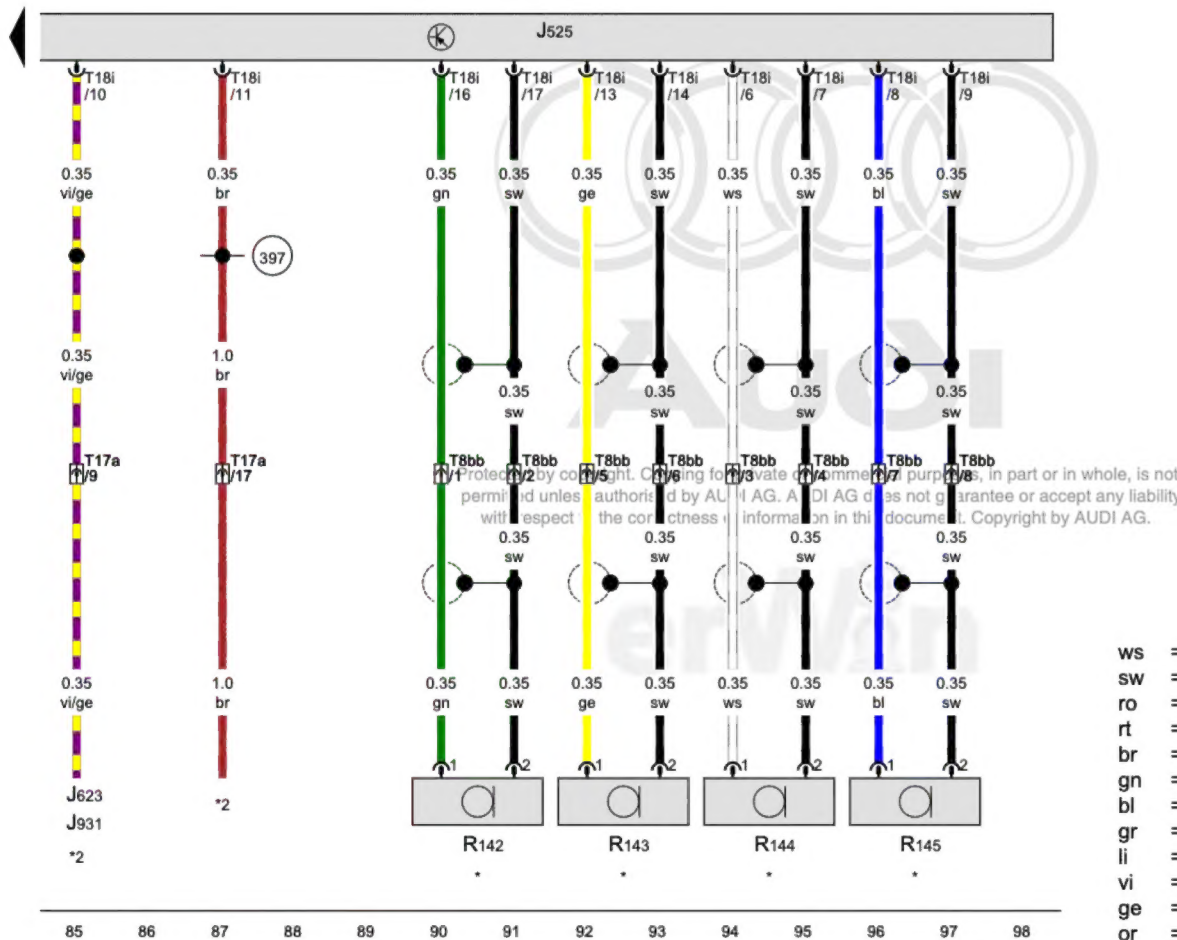 J525
T18i T18i T18i T18i T18i T18i T18i T18i T18i T18i
/10 /11 /16 /17 /13 /14 /6 /7 /8 /9
0.35 0.35 0.35 0.35 0.35 0.35 0.35 0.35 0.35 0.35
vi/ge br gn sw ge sw ws sw bl sw
397
0.35 1.0
vi/ge br
0.35 0.35 0.35 0.35
sw sw sw sw
Audi
T17a T17a T8bb T8bb T8bb T8bb T8bb T8bb T8bb T8bb
/9 /17 /1 /2 /5 /6 /3 /4 /7 /8
Protected by copyright. Copying for private or commercial purposes, in part or in whole, is not
permitted unless authorised by AUDI AG. AUDI AG does not guarantee or accept any liability
with respect to the correctness of information in this document. Copyright by AUDI AG.
0.35 0.35 0.35 0.35
sw sw sw sw
erWin
0.35 1.0 0.35 0.35 0.35 0.35 0.35 0.35 0.35 0.35
vi/ge br gn sw ge sw ws sw bl sw
1 2 1 2 1 2 1 2
J623
J931
*2
*2
R142 R143 R144 R145
* * * *
85 86 87 88 89 90 91 92 93 94 95 96 97 98
ws =
sw =
ro =
rt =
br =
gn =
bl =
gr =
li =
vi =
ge =
or =